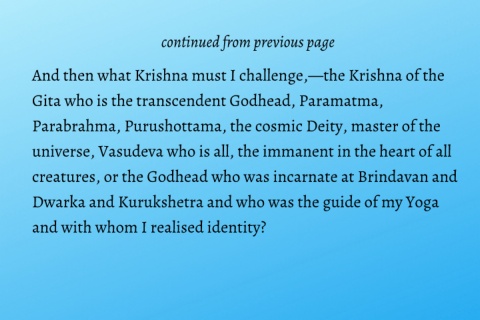 continued from previous page
And then what Krishna must I challenge,—the Krishna of the
Gita who is the transcendent Godhead, Paramatma,
Parabrahma, Purushottama, the cosmic Deity, master of the
universe, Vasudeva who is all, the immanent in the heart of all
creatures, or the Godhead who was incarnate at Brindavan and
Dwarka and Kurukshetra and who was the guide of my Yoga
and with whom I realised identity?